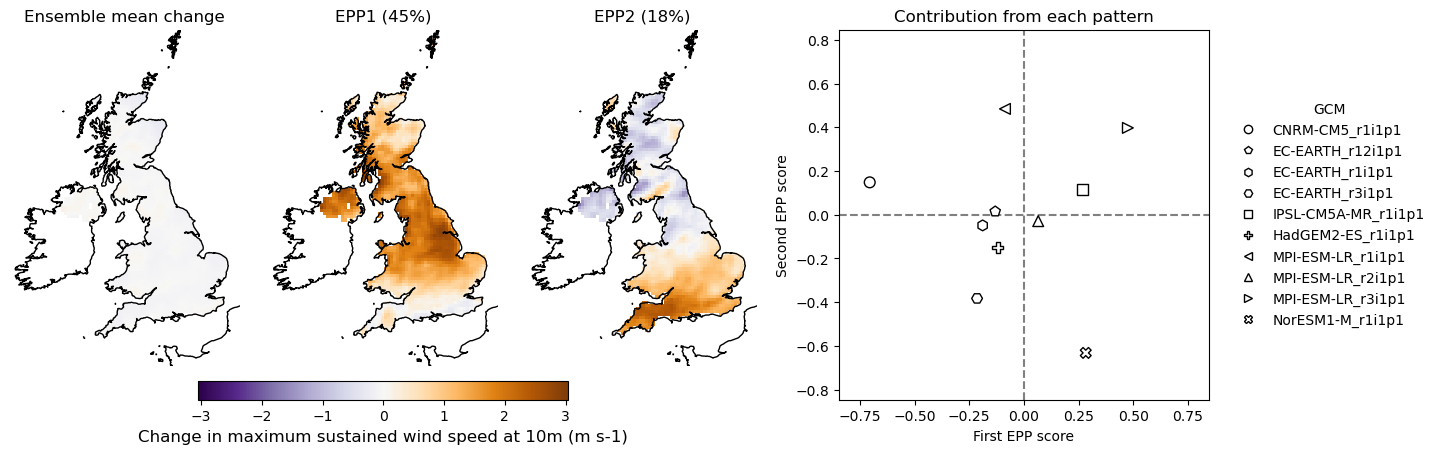 Ensemble mean change
EPP1 (45%)
EPP2 (18%)
−3 −2 −1 0 1 2 3
Change in maximum sustained wind speed at 10m (m s-1)
Contribution from each pattern
Second EPP score
0.8
0.6
0.4
0.2
0.0
−0.2
−0.4
−0.6
−0.8
−0.75 −0.50 −0.25 0.00 0.25 0.50 0.75
First EPP score
GCM
CNRM-CM5_r1i1p1
EC-EARTH_r12i1p1
EC-EARTH_r1i1p1
EC-EARTH_r3i1p1
IPSL-CM5A-MR_r1i1p1
HadGEM2-ES_r1i1p1
MPI-ESM-LR_r1i1p1
MPI-ESM-LR_r2i1p1
MPI-ESM-LR_r3i1p1
NorESM1-M_r1i1p1